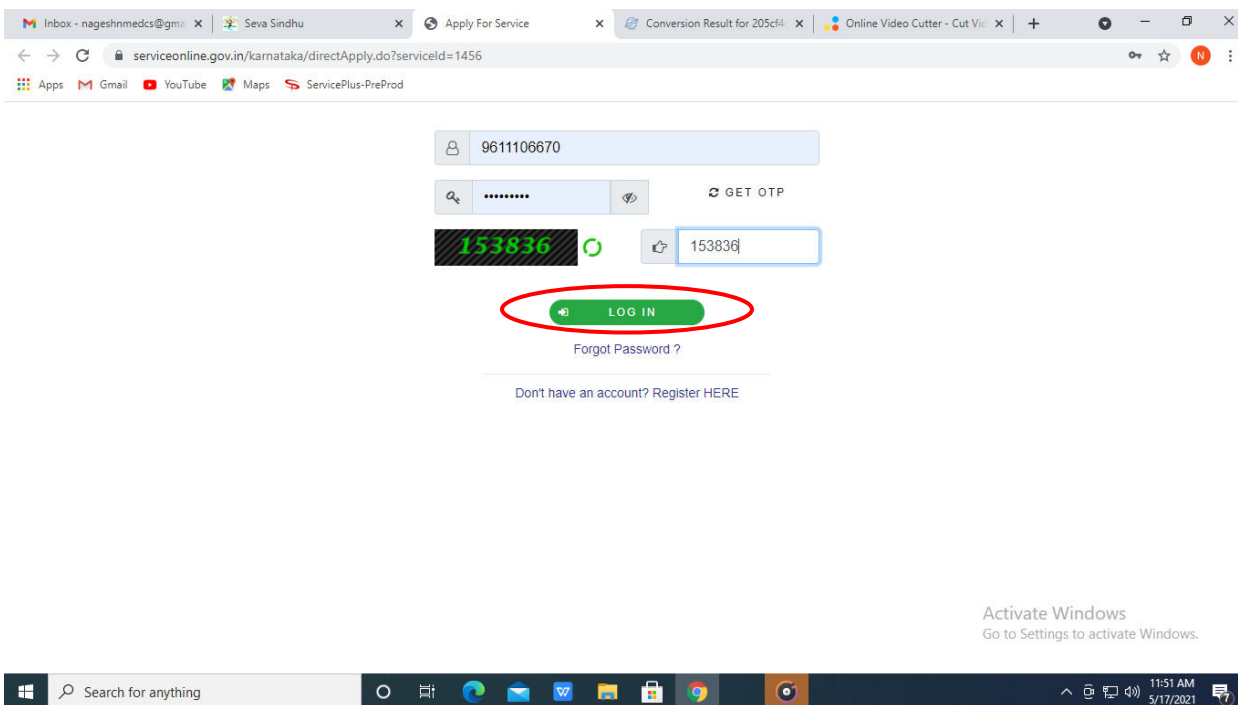 Inbox - nageshnmedcs@gma
Seva Sindhu
Apply For Service
Conversion Result for 205cf4
Online Video Cutter - Cut Vid
serviceonline.gov.in/karnataka/directApply.do?serviceId=1456
N
Apps
Gmail
YouTube
Maps
ServicePlus-PreProd
9611106670
•••••••••
GET OTP
153836
153836
LOG IN
Forgot Password ?
Don't have an account? Register HERE
Activate Windows
Go to Settings to activate Windows.
Search for anything
W
11:51 AM
5/17/2021
7